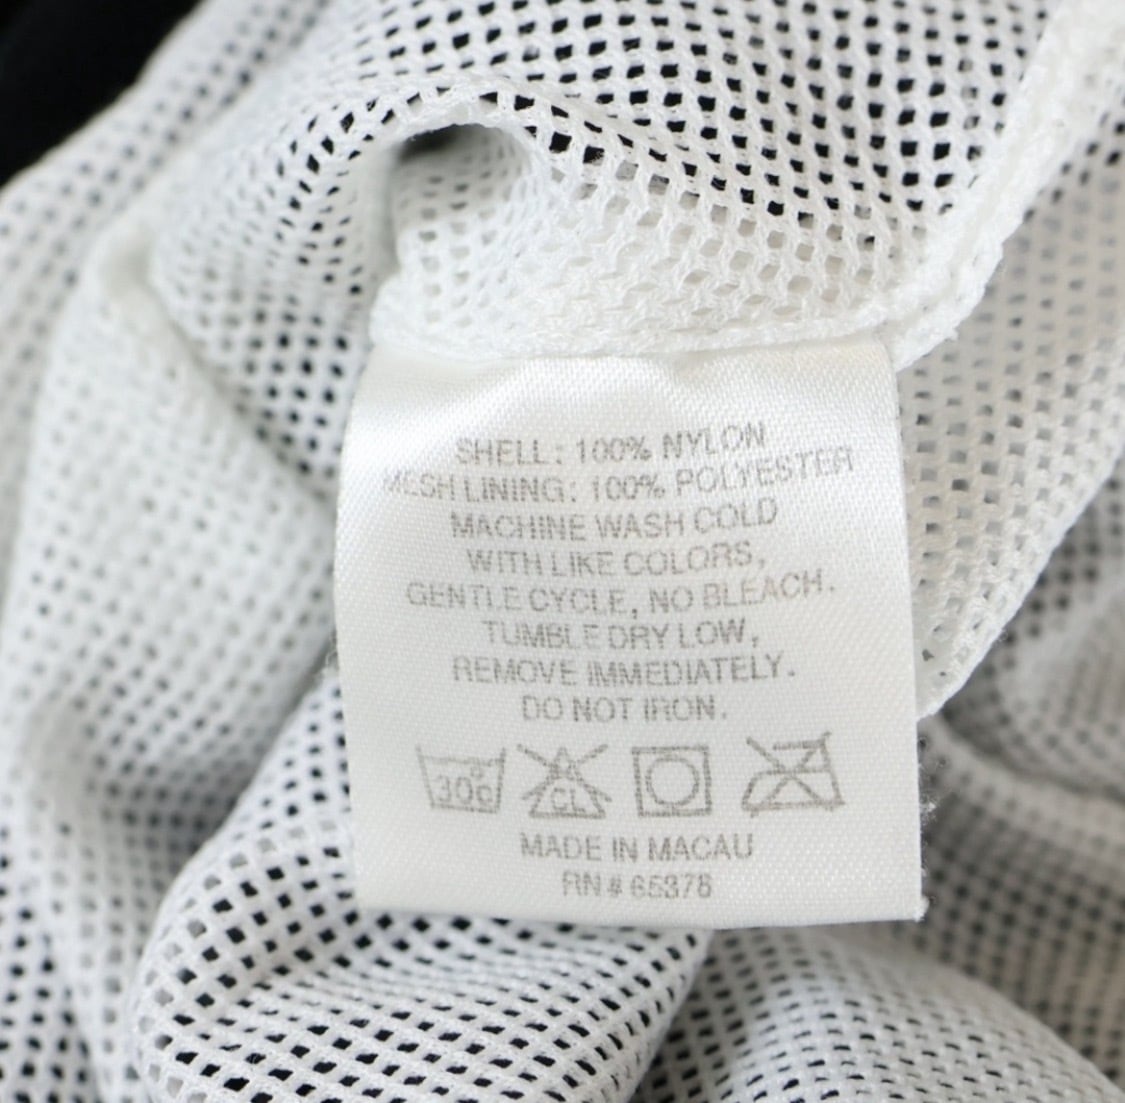 SHELL: 100% NYLON
MESH LINING: 100% POLYESTER
MACHINE WASH COLD
WITH LIKE COLORS,
GENTLE CYCLE, NO BLEACH.
TUMBLE DRY LOW,
REMOVE IMMEDIATELY.
DO NOT IRON.
30°c CL
MADE IN MACAU
RN # 65378